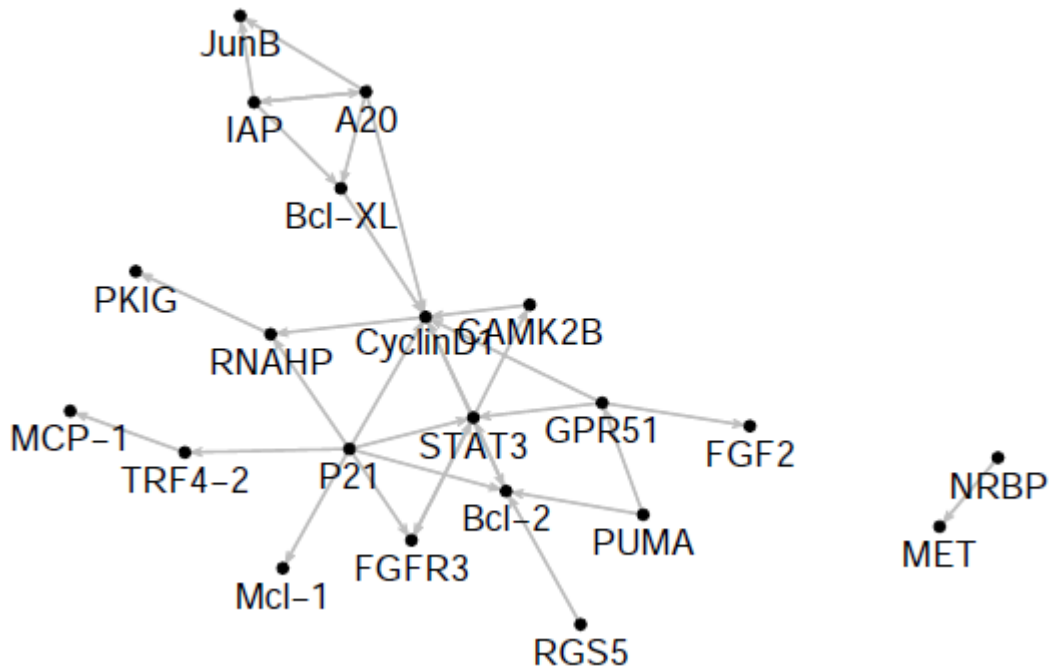 JunB
IAP
A20
Bcl−XL
PKIG
RNAHP
CyclinD1
CAMK2B
MCP−1
TRF4−2
P21
STAT3
GPR51
FGF2
NRBP
Bcl−2
PUMA
MET
Mcl−1
FGFR3
RGS5